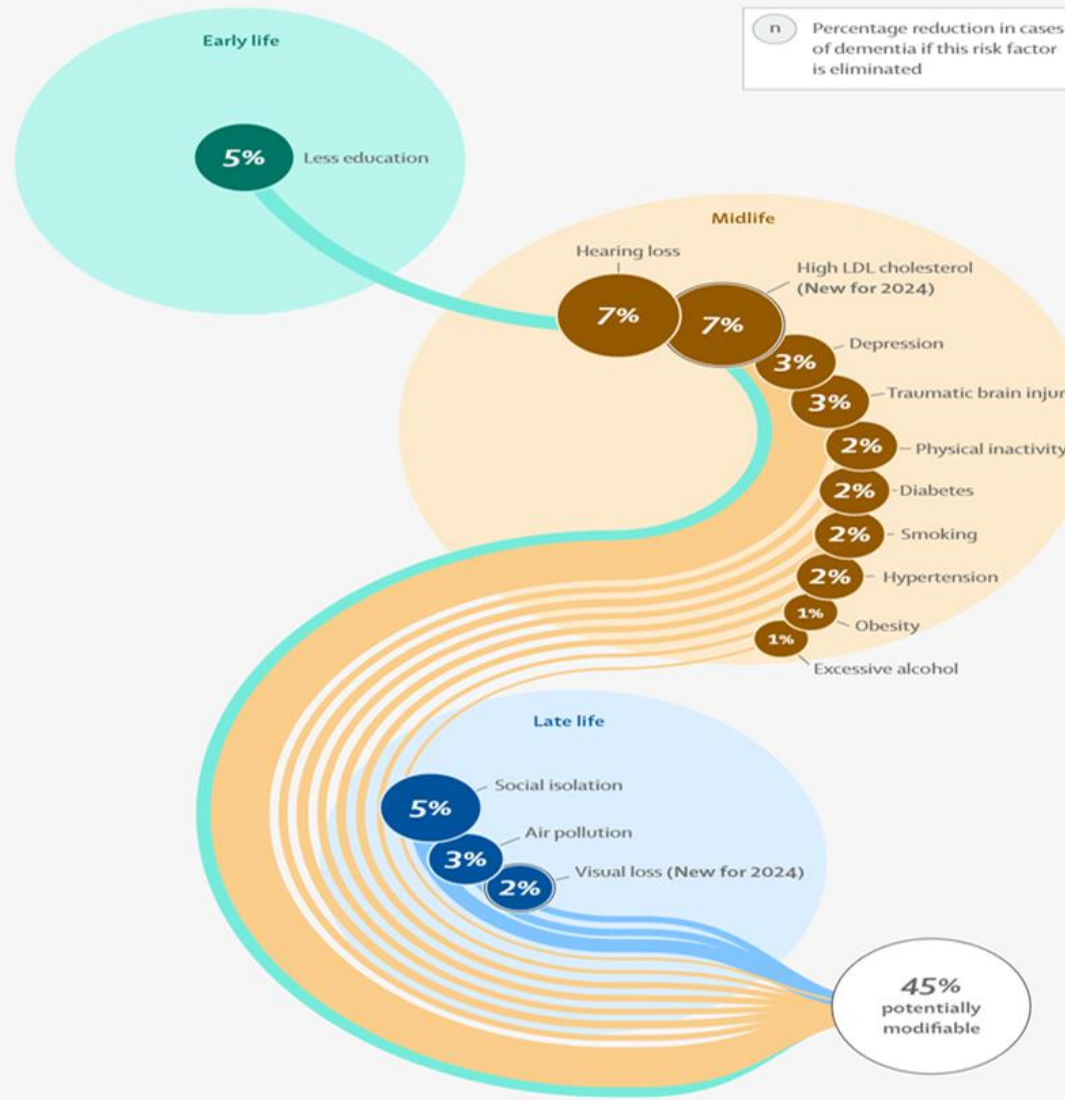 Early life
n
Percentage reduction in cases
of dementia if this risk factor
is eliminated
5%
Less education
Midlife
Hearing loss
7%
High LDL cholesterol
(New for 2024)
7%
Depression
3%
Traumatic brain injur
3%
Physical inactivity
2%
Diabetes
2%
Smoking
2%
Hypertension
2%
Obesity
1%
Excessive alcohol
1%
Late life
Social isolation
5%
Air pollution
3%
Visual loss (New for 2024)
2%
45%
potentially
modifiable